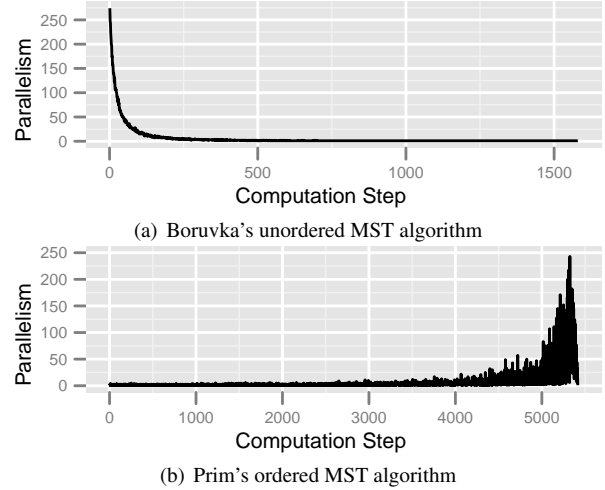 250
200
150
100
50
0
Parallelism
0 500 1000 1500
Computation Step
(a) Boruvka's unordered MST algorithm
250
200
150
100
50
0
Parallelism
0 1000 2000 3000 4000 5000
Computation Step
(b) Prim's ordered MST algorithm